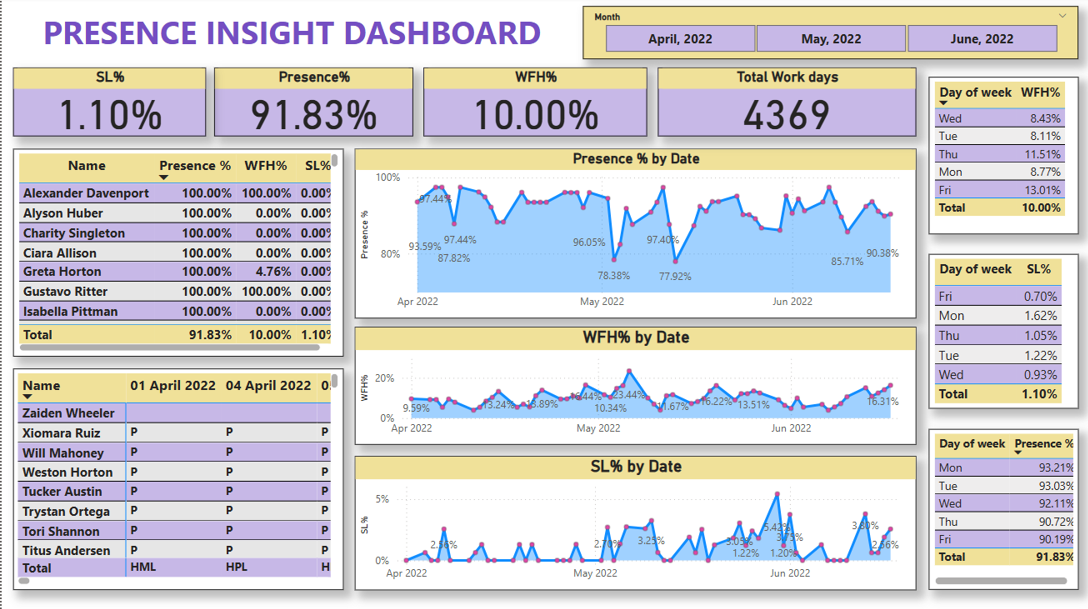 PRESENCE INSIGHT DASHBOARD
Month
April, 2022 May, 2022 June, 2022
SL% Presence% WFH% Total Work days
1.10% 91.83% 10.00% 4369
Name Presence % WFH% SL%
Alexander Davenport 100.00% 100.00% 0.00%
Alyson Huber 100.00% 0.00% 0.00%
Charity Singleton 100.00% 0.00% 0.00%
Ciara Allison 100.00% 0.00% 0.00%
Greta Horton 100.00% 4.76% 0.00%
Gustavo Ritter 100.00% 100.00% 0.00%
Isabella Pittman 100.00% 0.00% 0.00%
Total 91.83% 10.00% 1.10%
Name 01 April 2022 04 April 2022 0
Zaiden Wheeler
Xiomara Ruiz P P P
Will Mahoney P P P
Weston Horton P P P
Tucker Austin P P P
Trystan Ortega P P P
Tori Shannon P P P
Titus Andersen P P P
Total HML HPL H
Presence % by Date
Presence %
100%
80%
97.44%
93.59% 97.44% 87.82% 96.05% 78.38% 97.40% 77.92% 85.71% 90.38%
Apr 2022 May 2022 Jun 2022
WFH% by Date
WFH%
20%
0%
9.59% 13.24% 13.89% 16.44% 10.34% 23.44% 11.67% 16.22% 13.51% 16.31%
Apr 2022 May 2022 Jun 2022
SL% by Date
SL%
5%
0%
2.70% 3.25% 1.22% 5.42% 1.20% 3.80%
Apr 2022 May 2022 Jun 2022
Day of week WFH%
Wed 8.43%
Tue 8.11%
Thu 11.51%
Mon 8.77%
Fri 13.01%
Total 10.00%
Day of week SL%
Fri 0.70%
Mon 1.62%
Thu 1.05%
Tue 1.22%
Wed 0.93%
Total 1.10%
Day of week Presence %
Mon 93.21%
Tue 93.03%
Wed 92.11%
Thu 90.72%
Fri 90.19%
Total 91.83%